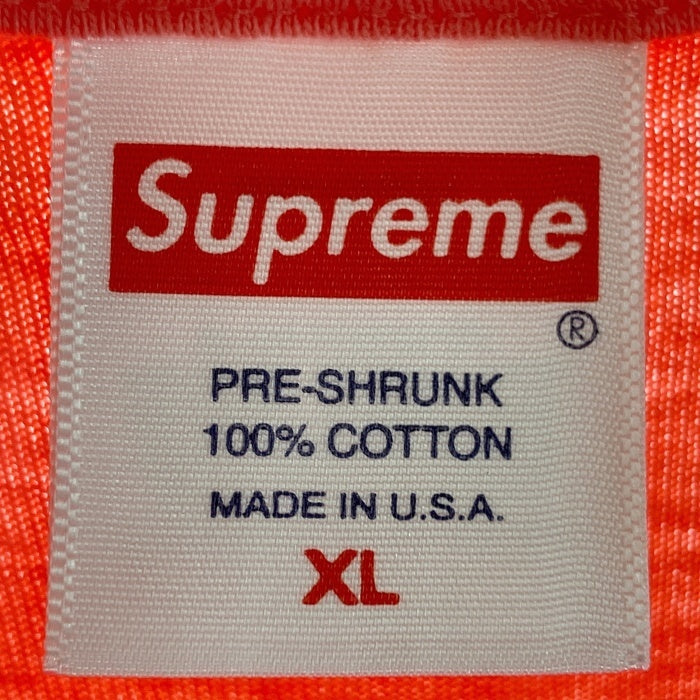 Supreme
®
PRE-SHRUNK
100% COTTON
MADE IN U.S.A.
XL